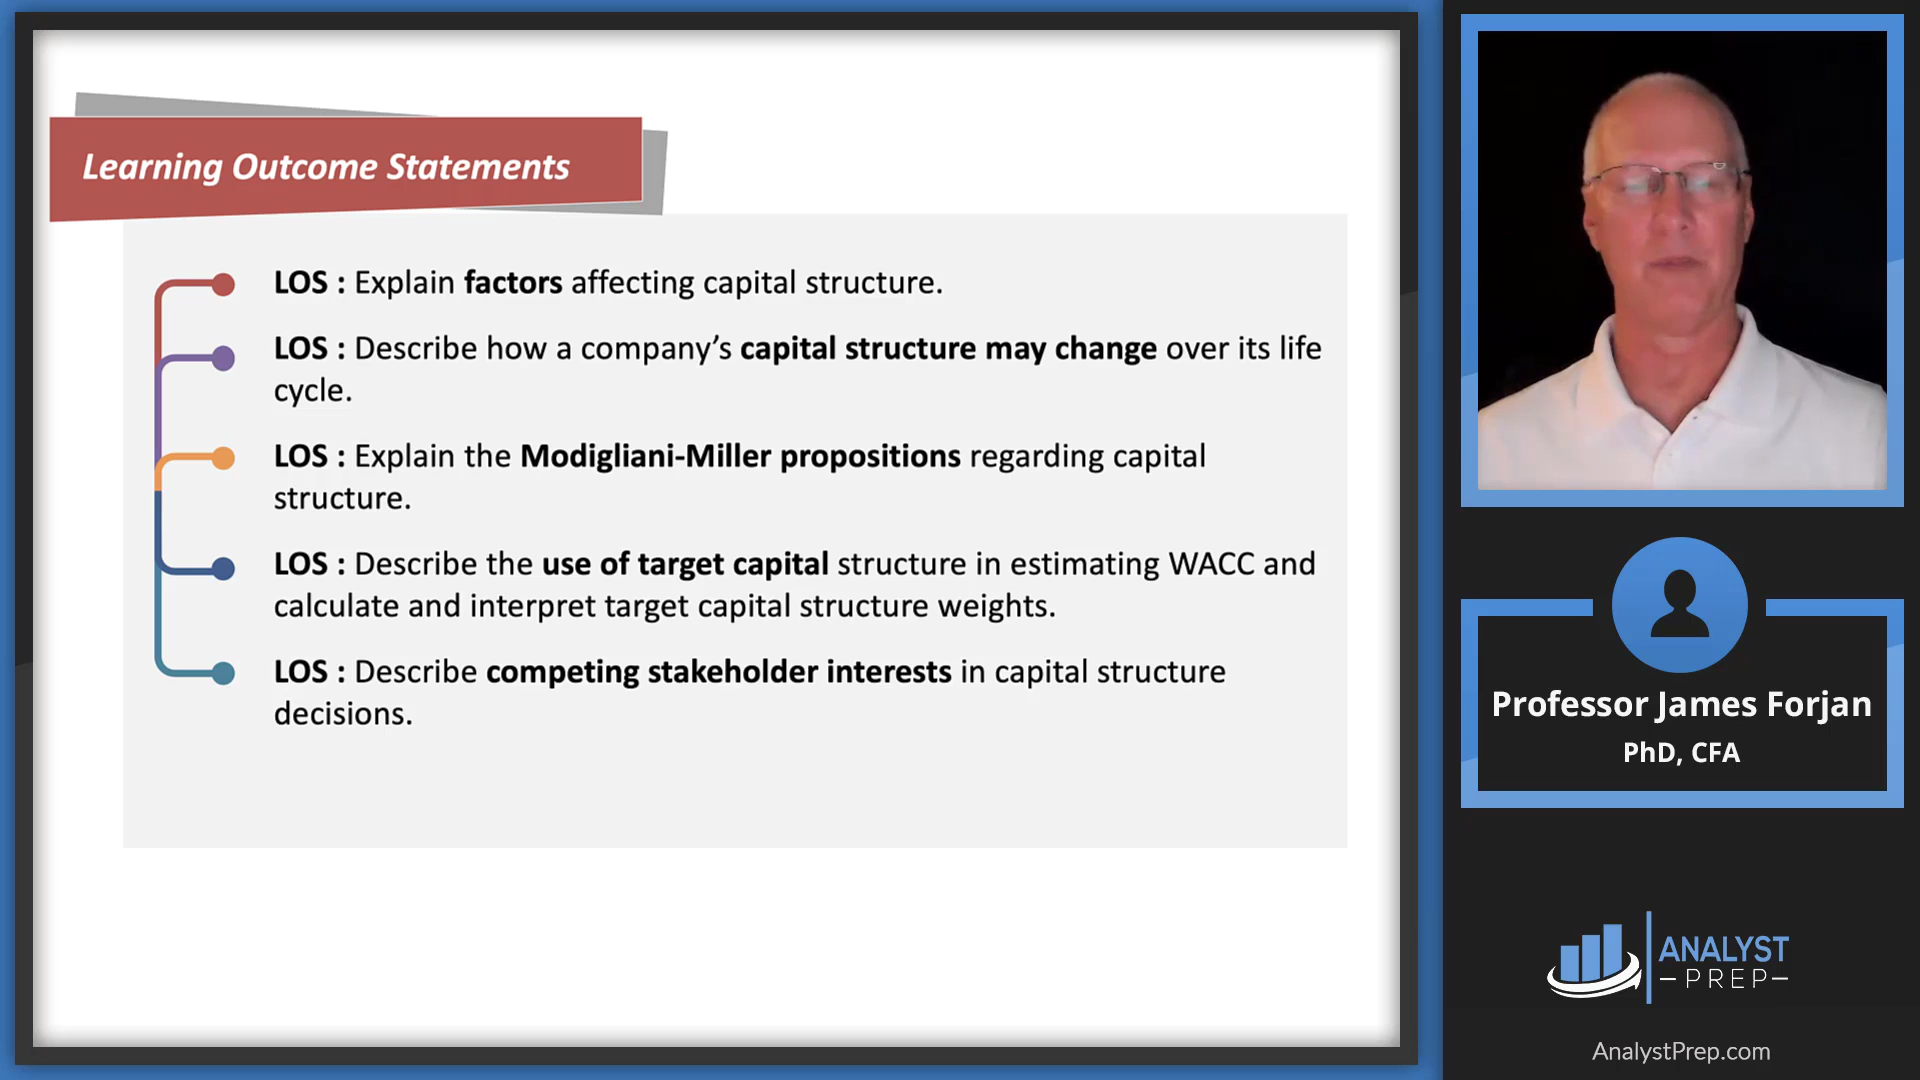 Learning Outcome Statements
LOS : Explain factors affecting capital structure.
LOS : Describe how a company’s capital structure may change over its life
cycle.
LOS : Explain the Modigliani-Miller propositions regarding capital
structure.
LOS : Describe the use of target capital structure in estimating WACC and
calculate and interpret target capital structure weights.
LOS : Describe competing stakeholder interests in capital structure
decisions.
Professor James Forjan
PhD, CFA
ANALYST
PREP
AnalystPrep.com